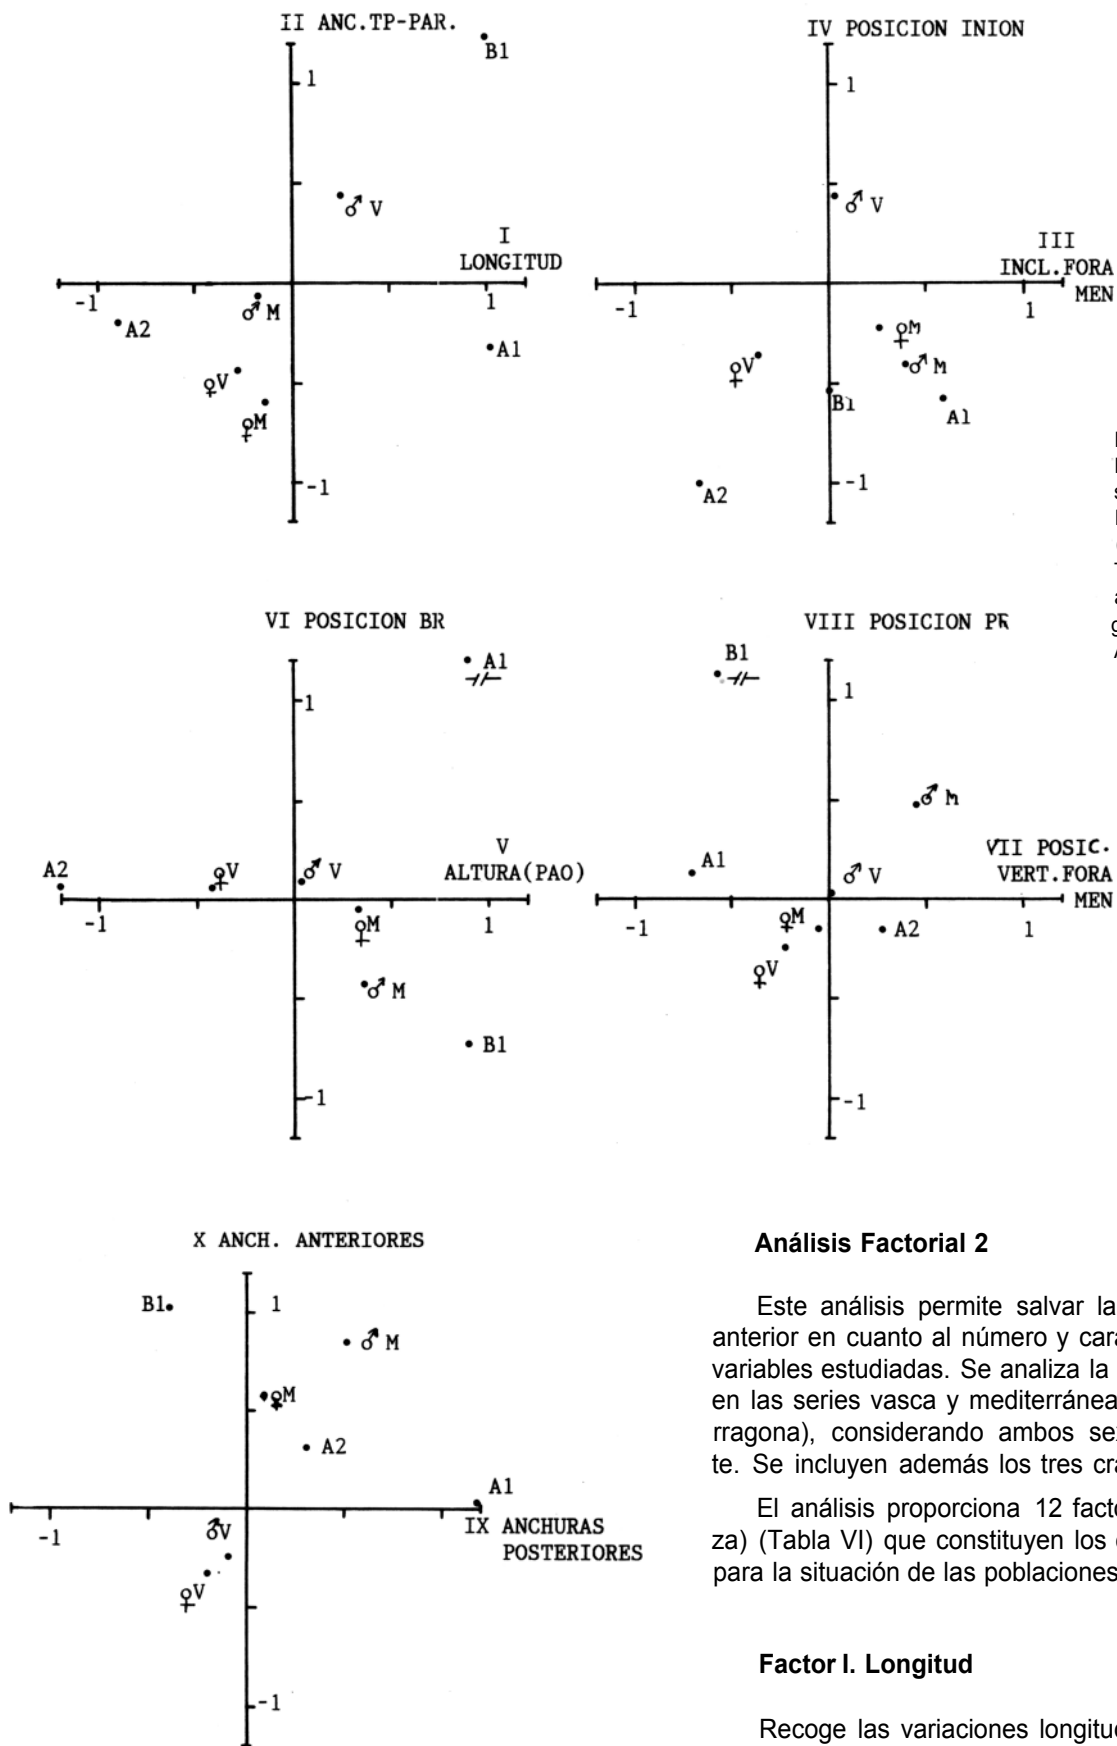 II ANC.TP-PAR.
B1
1
♂ V
I
LONGITUD
-1
♂ M
1
A2
A1
♀V
♀M
-1
IV POSICION INION
1
♂ V
III
INCL.FORA
MEN
-1
1
♀M
♀V
♂ M
B1
A1
A2
-1
VI POSICION BR
A1
1
V
ALTURA(PAO)
A2
♀V
♂ V
-1
1
♀M
♂ M
B1
-1
VIII POSICION PR
B1
1
♂ M
VII POSIC.
VERT.FORA
MEN
A1
♂ V
-1
1
♀M
A2
♀V
-1
X ANCH. ANTERIORES
B1
1
♂ M
♀M
A2
A1
-1
IX ANCHURAS
POSTERIORES
♂V
♀V
-1
Análisis Factorial 2
Este análisis permite salvar la
anterior en cuanto al número y cará
variables estudiadas. Se analiza la
en las series vasca y mediterránea
rragona), considerando ambos se
te. Se incluyen además los tres crá
El análisis proporciona 12 facto
za) (Tabla VI) que constituyen los
para la situación de las poblaciones
Factor I. Longitud
Recoge las variaciones longitud